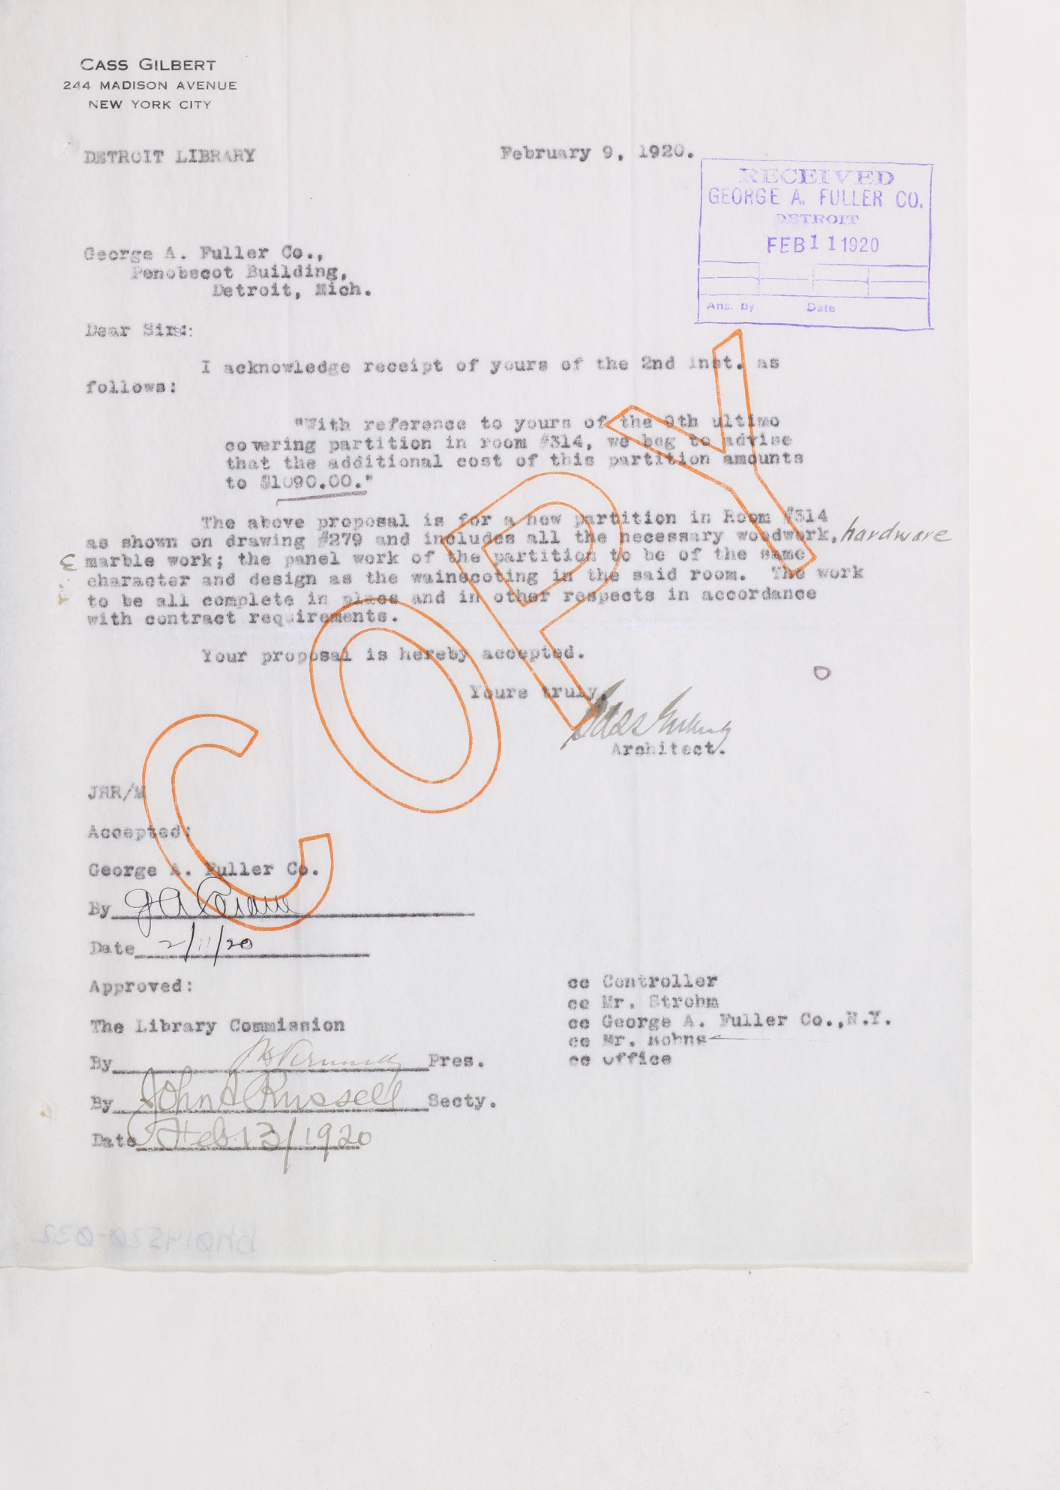 CASS GILBERT
244 MADISON AVENUE
NEW YORK CITY
DETROIT LIBRARY
February 9, 1920.
RECEIVED
GEORGE A. FULLER CO.
DETROIT
FEB 11 1920
Ans. By Date
George A. Fuller Co.,
Penobscot Building,
Detroit, Mich.
Dear Sirs:
I acknowledge receipt of yours of the 2nd inst. as
follows:
"With reference to yours of the 9th ultimo
covering partition in room #314, we beg to advise
that the additional cost of this partition amounts
to $1090.00."
The above proposal is for a new partition in Room #314
as shown on drawing #279 and includes all the necessary woodwork, hardware
& marble work; the panel work of the partition to be of the same
character and design as the wainscoting in the said room. The work
to be all complete in place and in other respects in accordance
with contract requirements.
Your proposal is hereby accepted.
Yours truly,
Cass Gilbert
Architect.
COPY
JRR/M
Accepted:
George A. Fuller Co.
By
Date 2/11/20
Approved:
The Library Commission
By Pres.
By John S Russell Secty.
Date Feb 13/1920
cc Controller
cc Mr. Strohm
cc George A. Fuller Co., N.Y.
cc Mr. Kohns
cc Office
bh014520-032